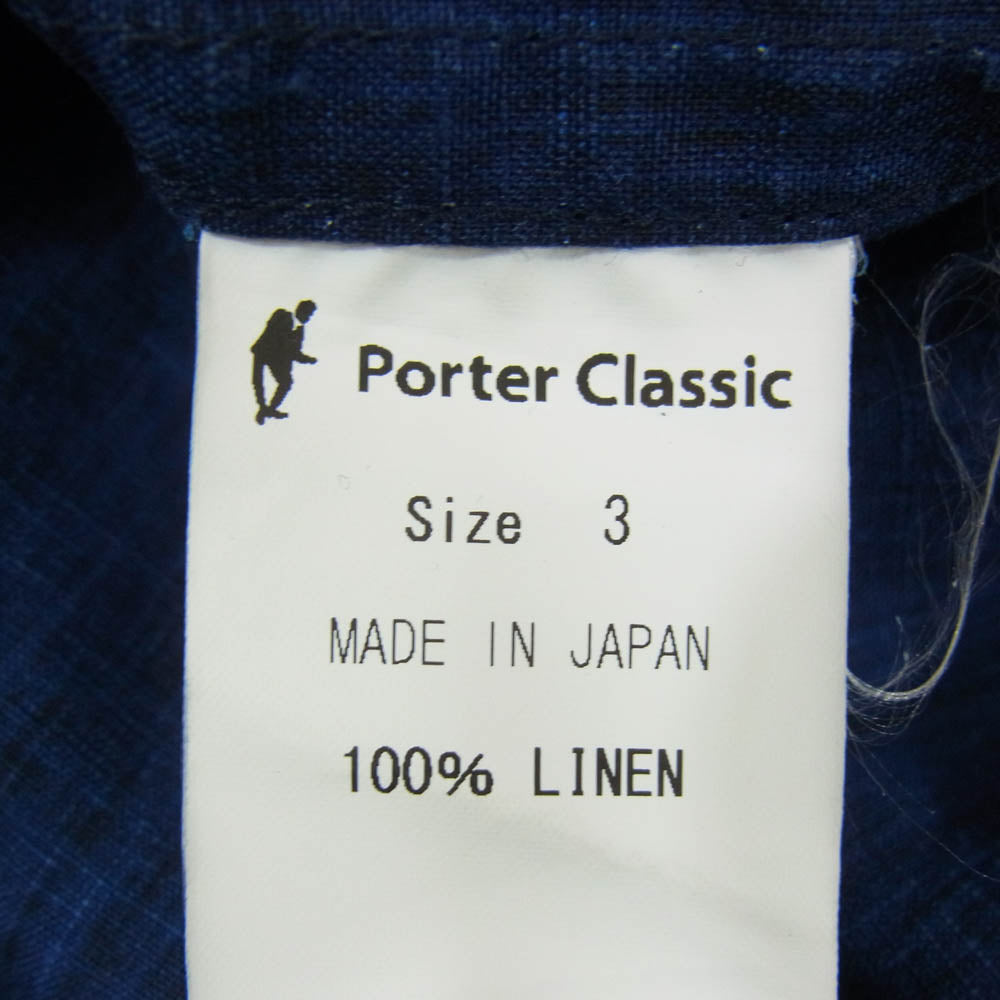 Porter Classic
Size 3
MADE IN JAPAN
100% LINEN